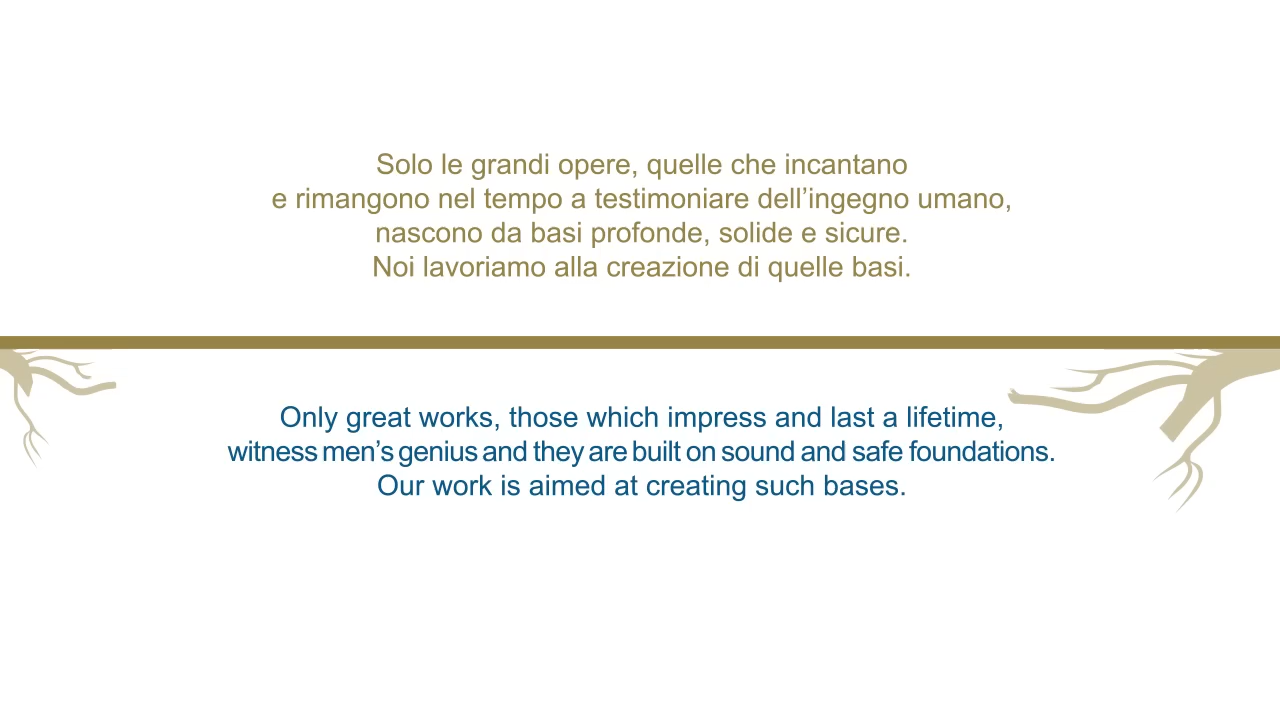 Solo le grandi opere, quelle che incantano
e rimangono nel tempo a testimoniare dell’ingegno umano,
nascono da basi profonde, solide e sicure.
Noi lavoriamo alla creazione di quelle basi.
Only great works, those which impress and last a lifetime,
witness men’s genius and they are built on sound and safe foundations.
Our work is aimed at creating such bases.